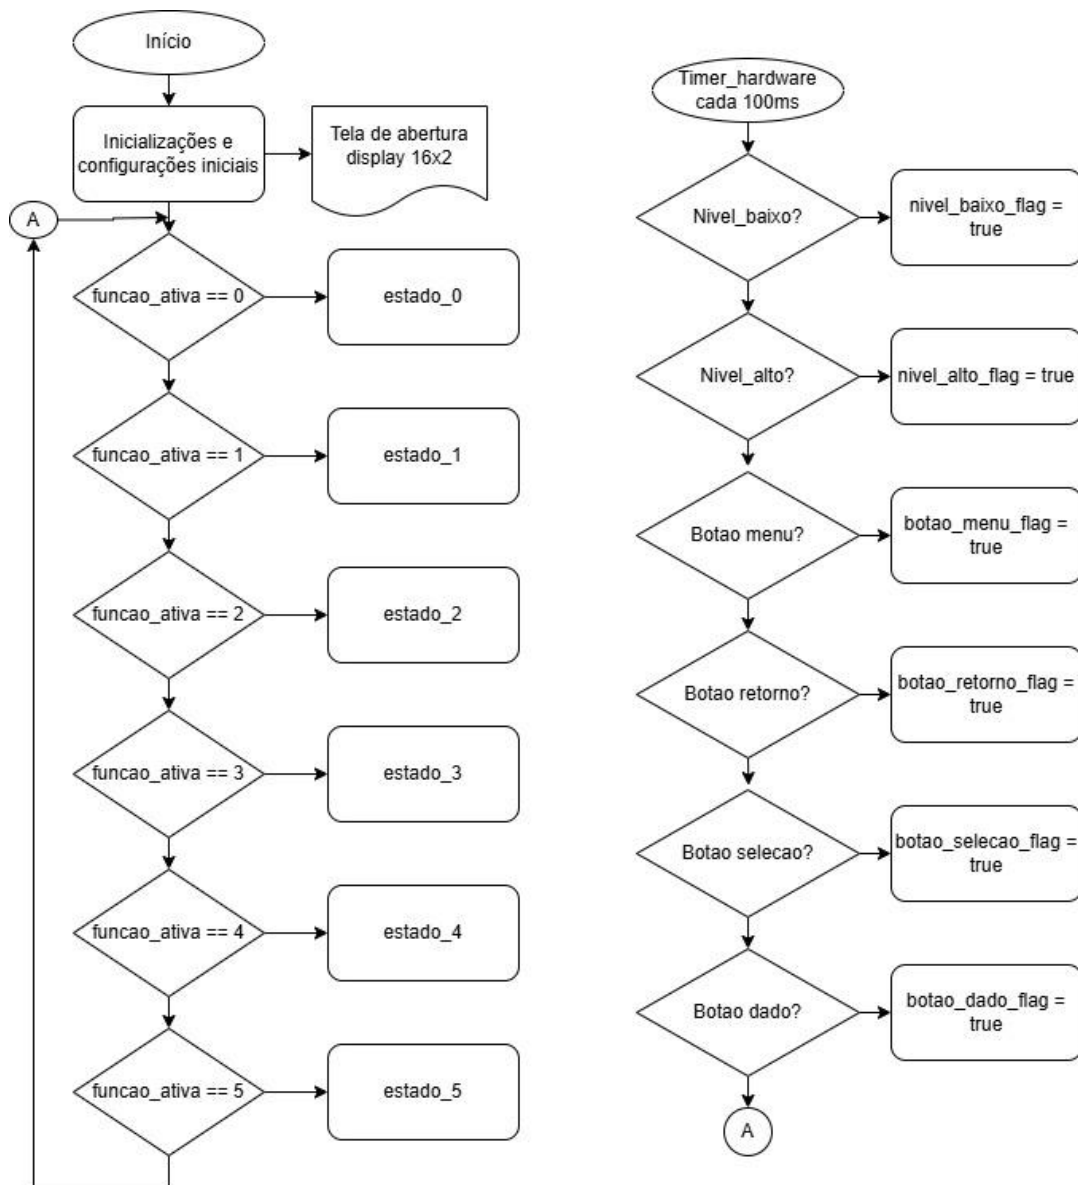 Início
Inicializações e
configurações iniciais
Tela de abertura
display 16x2
A
funcao_ativa == 0
estado_0
funcao_ativa == 1
estado_1
funcao_ativa == 2
estado_2
funcao_ativa == 3
estado_3
funcao_ativa == 4
estado_4
funcao_ativa == 5
estado_5
Timer_hardware
cada 100ms
Nivel_baixo?
nivel_baixo_flag =
true
Nivel_alto?
nivel_alto_flag = true
Botao menu?
botao_menu_flag =
true
Botao retorno?
botao_retorno_flag =
true
Botao selecao?
botao_selecao_flag =
true
Botao dado?
botao_dado_flag =
true
A